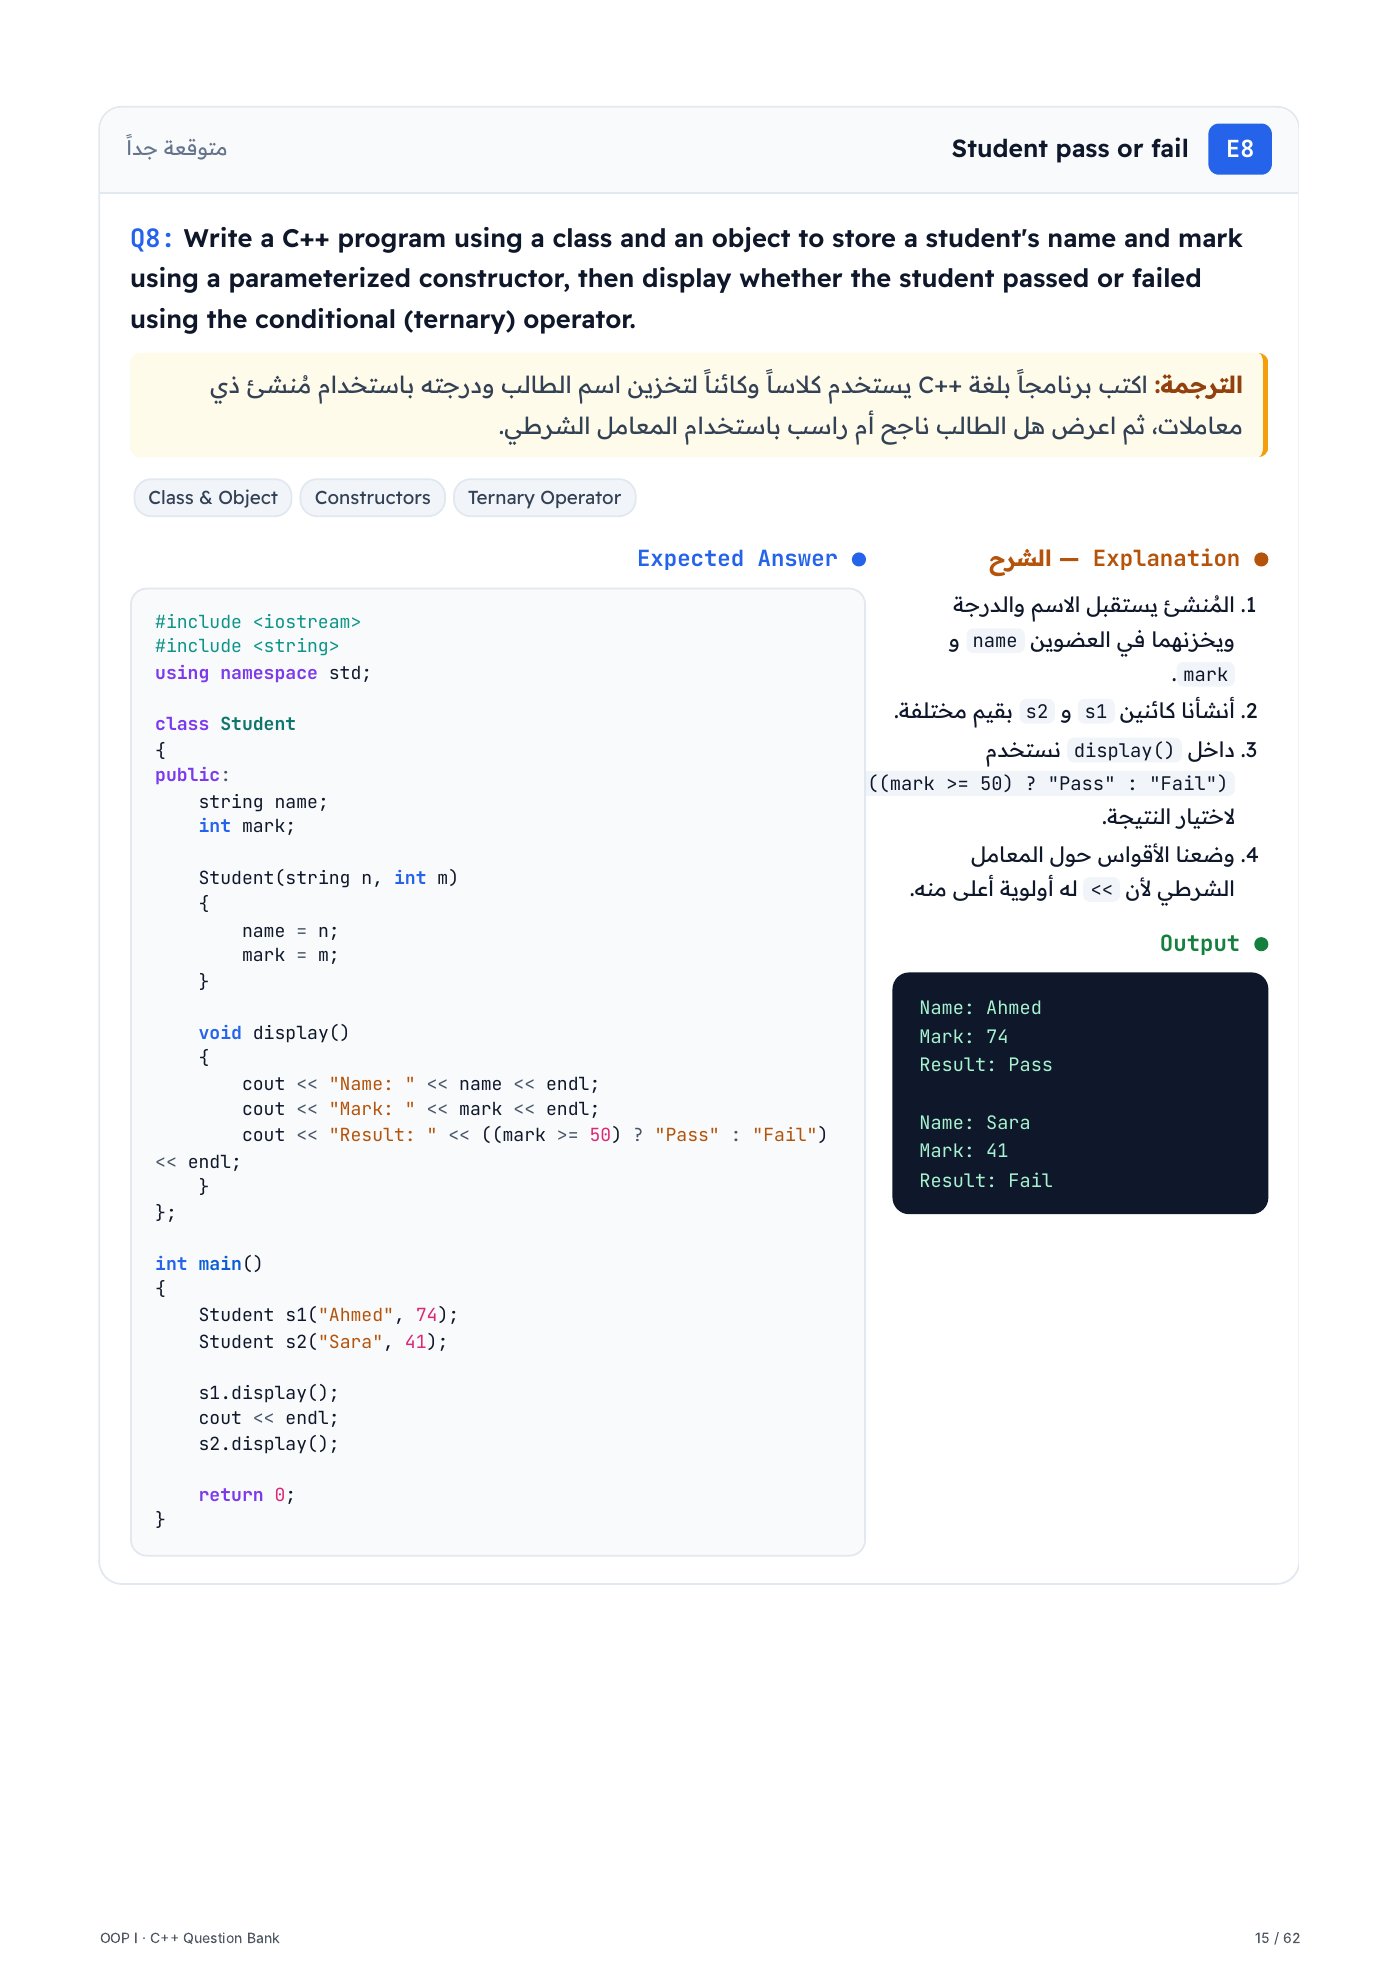 متوقعة جداً
Student pass or fail E8
Q8: Write a C++ program using a class and an object to store a student's name and mark
using a parameterized constructor, then display whether the student passed or failed
using the conditional (ternary) operator.
الترجمة: اكتب برنامجاً بلغة C++ يستخدم كلاساً وكائناً لتخزين اسم الطالب ودرجته باستخدام مُنشئ ذي
معاملات، ثم اعرض هل الطالب ناجح أم راسب باستخدام المعامل الشرطي.
Class & Object Constructors Ternary Operator
Explanation — الشرح
1. المُنشئ يستقبل الاسم والدرجة
ويخزنهما في العضوين name و
mark.
2. أنشأنا كائنين s1 و s2 بقيم مختلفة.
3. داخل display() نستخدم
((mark >= 50) ? "Pass" : "Fail")
لاختيار النتيجة.
4. وضعنا الأقواس حول المعامل
الشرطي لأن << له أولوية أعلى منه.
Output
Name: Ahmed
Mark: 74
Result: Pass
Name: Sara
Mark: 41
Result: Fail
Expected Answer
#include <iostream>
#include <string>
using namespace std;
class Student
{
public:
    string name;
    int mark;
    Student(string n, int m)
    {
        name = n;
        mark = m;
    }
    void display()
    {
        cout << "Name: " << name << endl;
        cout << "Mark: " << mark << endl;
        cout << "Result: " << ((mark >= 50) ? "Pass" : "Fail")
<< endl;
    }
};
int main()
{
    Student s1("Ahmed", 74);
    Student s2("Sara", 41);
    s1.display();
    cout << endl;
    s2.display();
    return 0;
}
OOP I · C++ Question Bank
15 / 62